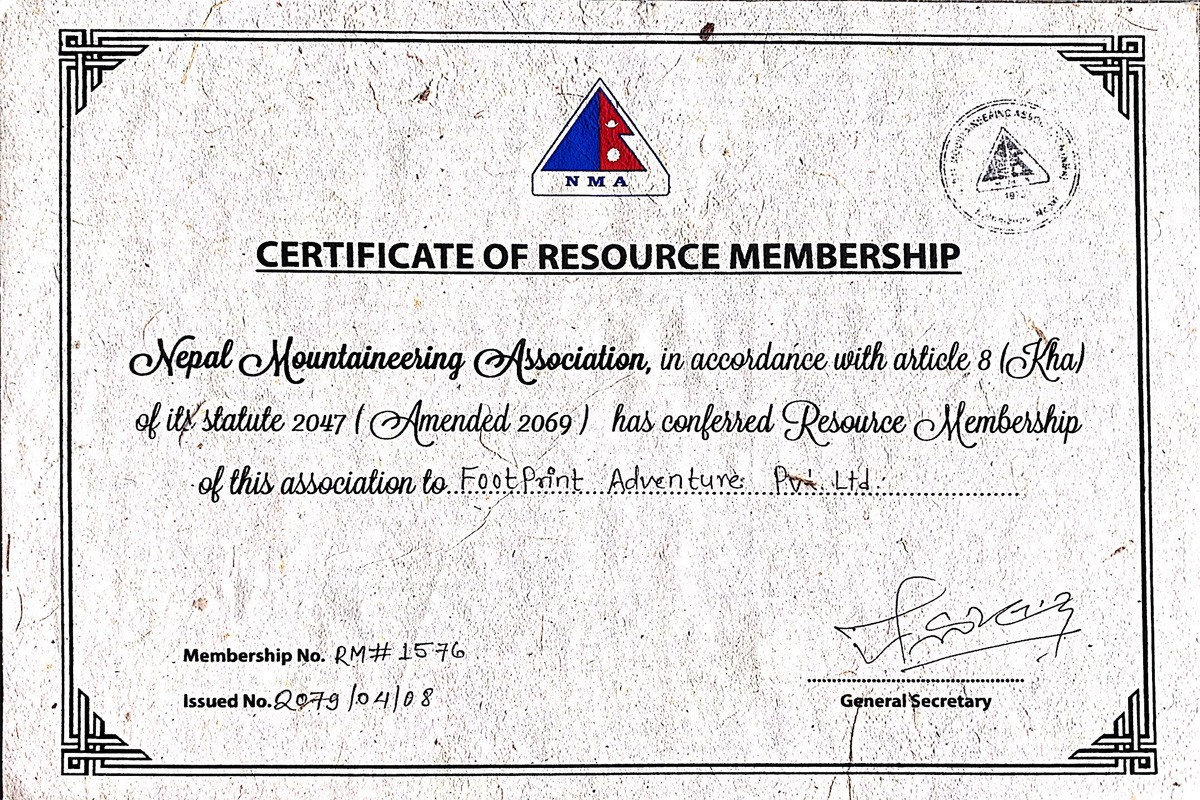 NMA
CERTIFICATE OF RESOURCE MEMBERSHIP
Nepal Mountaineering Association, in accordance with article 8 (Kha)
of its statute 2047 ( Amended 2069 ) has conferred Resource Membership
of this association to FootPrint Adventure Pvt. Ltd.
Membership No. RM# 1576
Issued No. 2079/04/08
General Secretary